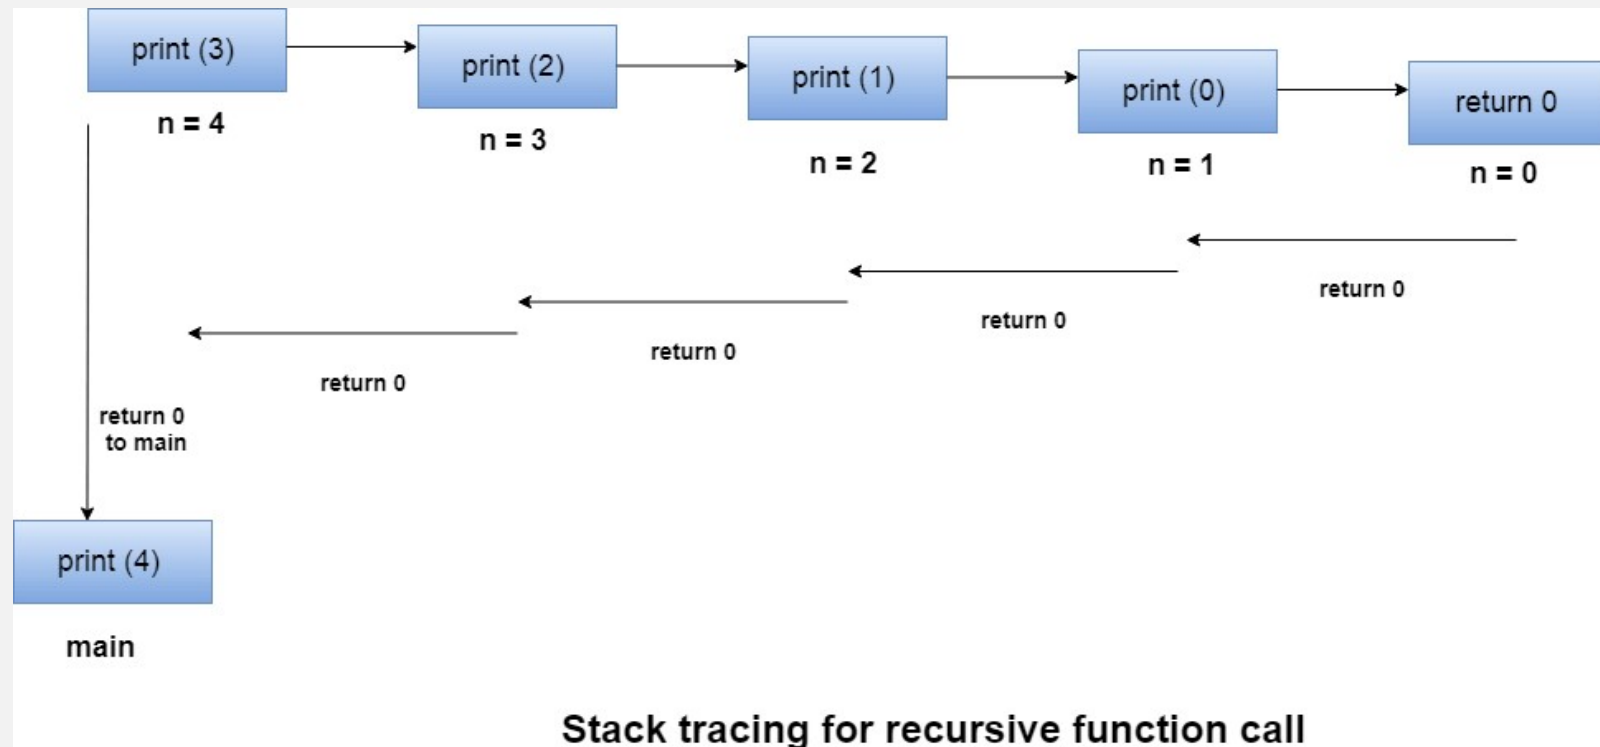 print (3)
print (2)
print (1)
print (0)
return 0
n = 4
n = 3
n = 2
n = 1
n = 0
return 0
return 0
return 0
return 0
return 0
to main
print (4)
main
Stack tracing for recursive function call